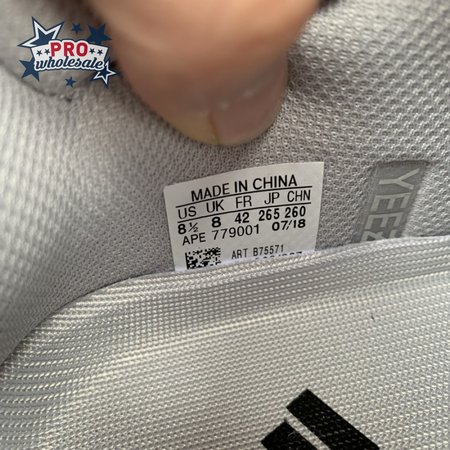 PRO
wholesale
MADE IN CHINA
US UK FR JP CHN
8½ 8 42 265 260
APE 779001 07/18
ART B75571
YEEZ